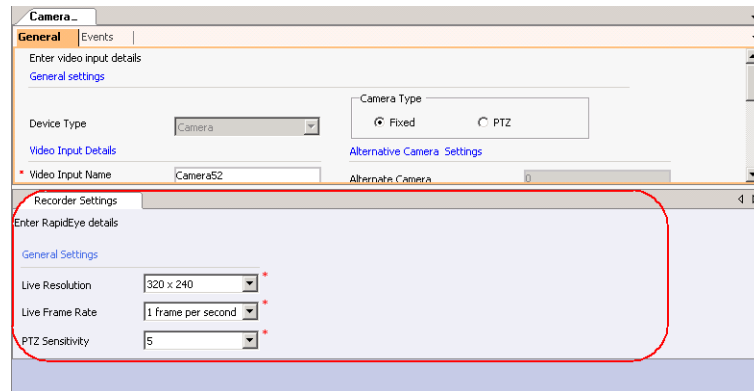 Camera_
General Events
Enter video input details
General settings
Camera Type
Device Type Camera Fixed PTZ
Video Input Details Alternative Camera Settings
* Video Input Name Camera52 Alternate Camera 0
Recorder Settings
Enter RapidEye details
General Settings
Live Resolution 320 x 240 *
Live Frame Rate 1 frame per second *
PTZ Sensitivity 5 *